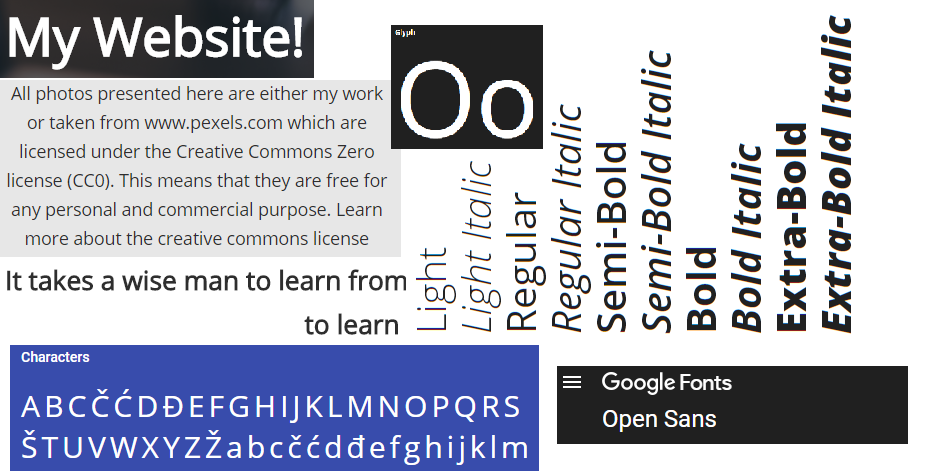 My Website!
All photos presented here are either my work
or taken from www.pexels.com which are
licensed under the Creative Commons Zero
license (CC0). This means that they are free for
any personal and commercial purpose. Learn
more about the creative commons license
It takes a wise man to learn from
to learn
Glyph
Oo
Light
Light Italic
Regular
Regular Italic
Semi-Bold
Semi-Bold Italic
Bold
Bold Italic
Extra-Bold
Extra-Bold Italic
Characters
ABCČĆDĐEFGHIJKLMNOPQRS
ŠTUVWXYZŽabcčćdđefghijklm
Google Fonts
Open Sans